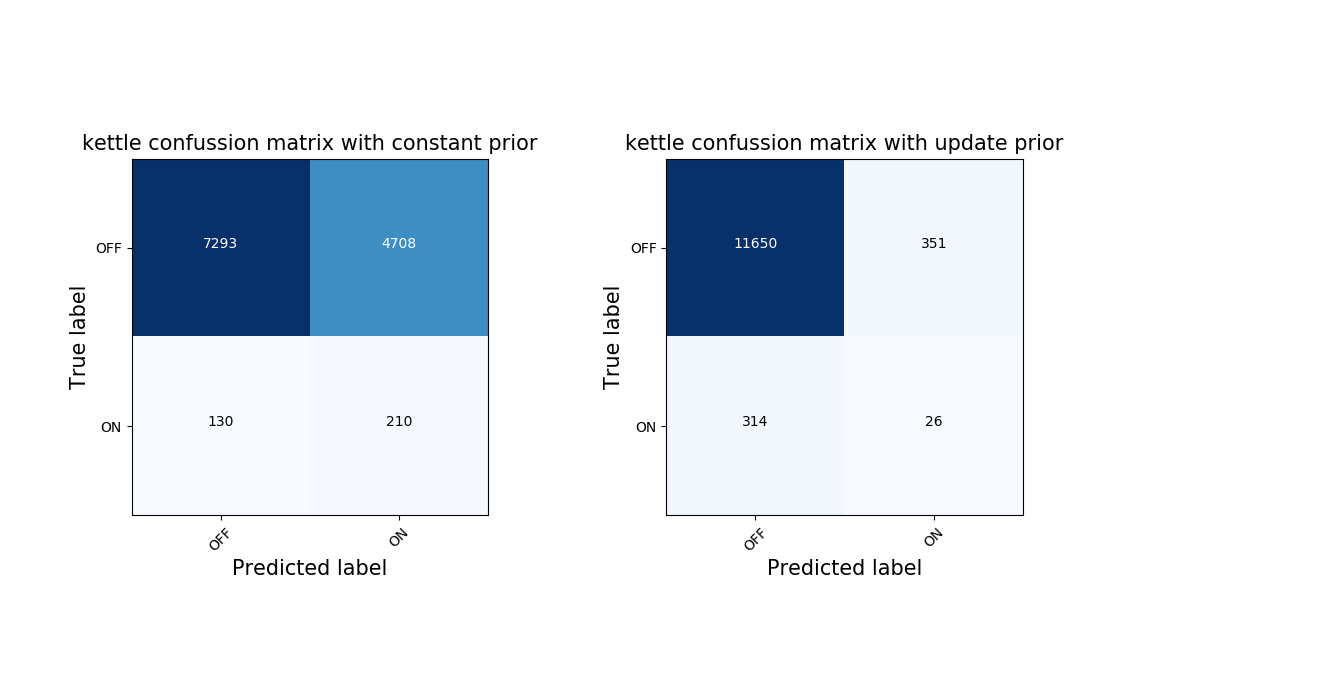 kettle confussion matrix with constant prior
OFF
7293
4708
True label
ON
130
210
OFF
ON
Predicted label
kettle confussion matrix with update prior
OFF
11650
351
True label
ON
314
26
OFF
ON
Predicted label